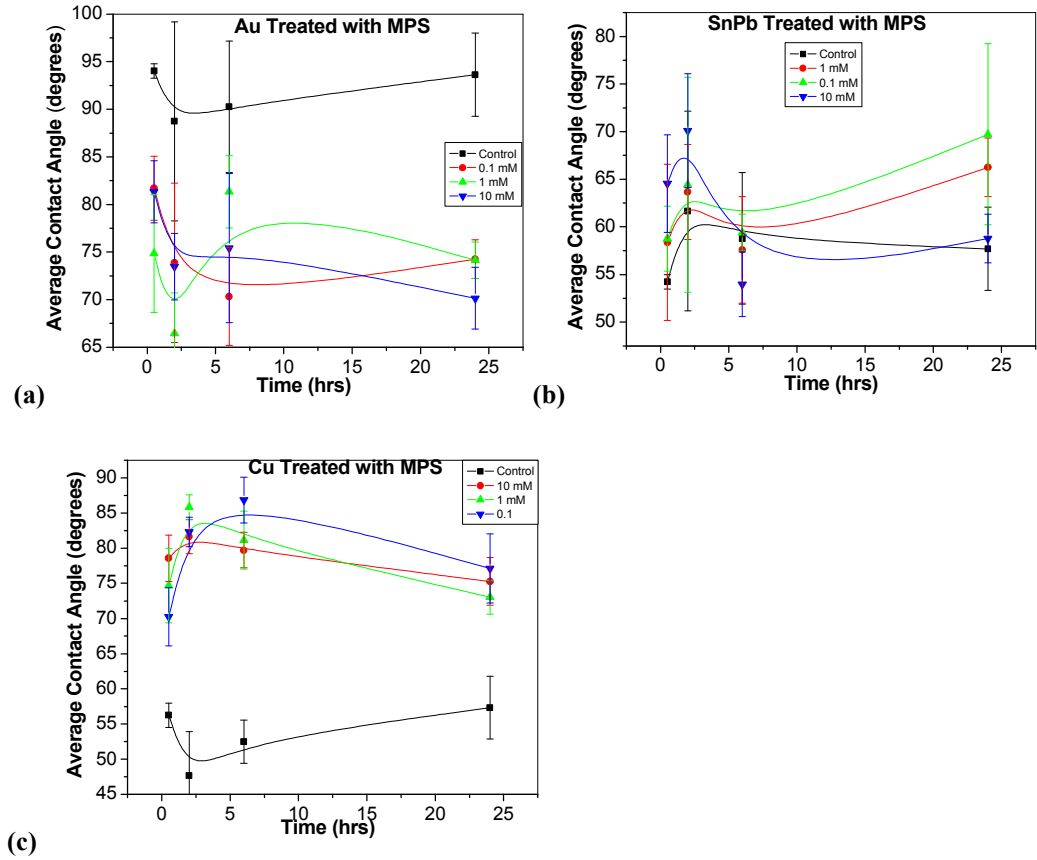 Au Treated with MPS
Average Contact Angle (degrees)
100
95
90
85
80
75
70
65
Control
0.1 mM
1 mM
10 mM
0 5 10 15 20 25
Time (hrs)
(a)
SnPb Treated with MPS
Average Contact Angle (degrees)
80
75
70
65
60
55
50
Control
1 mM
0.1 mM
10 mM
0 5 10 15 20 25
Time (hrs)
(b)
Cu Treated with MPS
Average Contact Angle (degrees)
90
85
80
75
70
65
60
55
50
45
Control
10 mM
1 mM
0.1
0 5 10 15 20 25
Time (hrs)
(c)